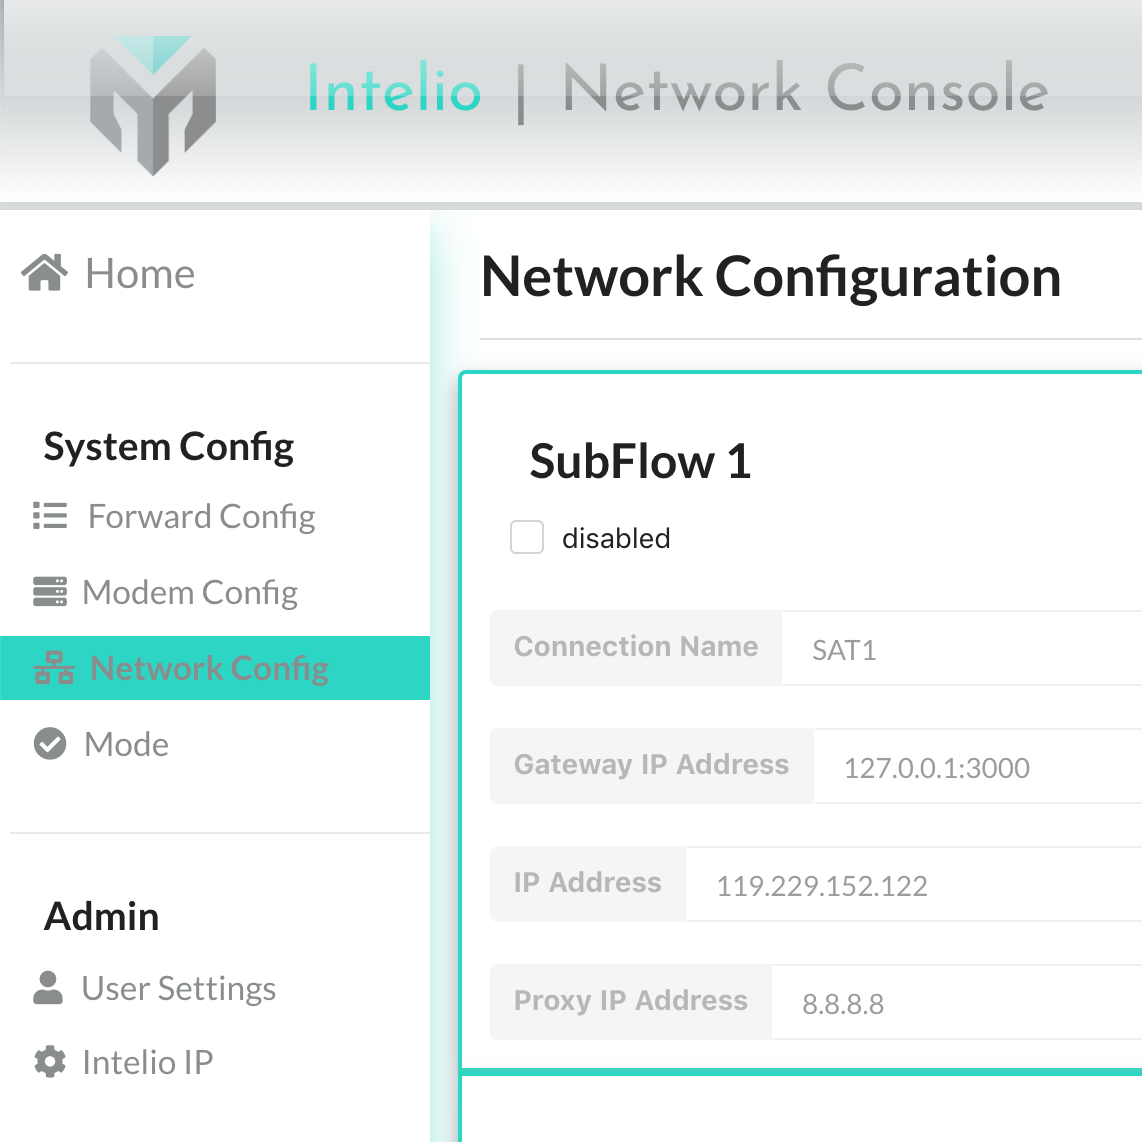 Intelio | Network Console
Home
System Config
Forward Config
Modem Config
Network Config
Mode
Admin
User Settings
Intelio IP
Network Configuration
SubFlow 1
disabled
Connection Name SAT1
Gateway IP Address 127.0.0.1:3000
IP Address 119.229.152.122
Proxy IP Address 8.8.8.8